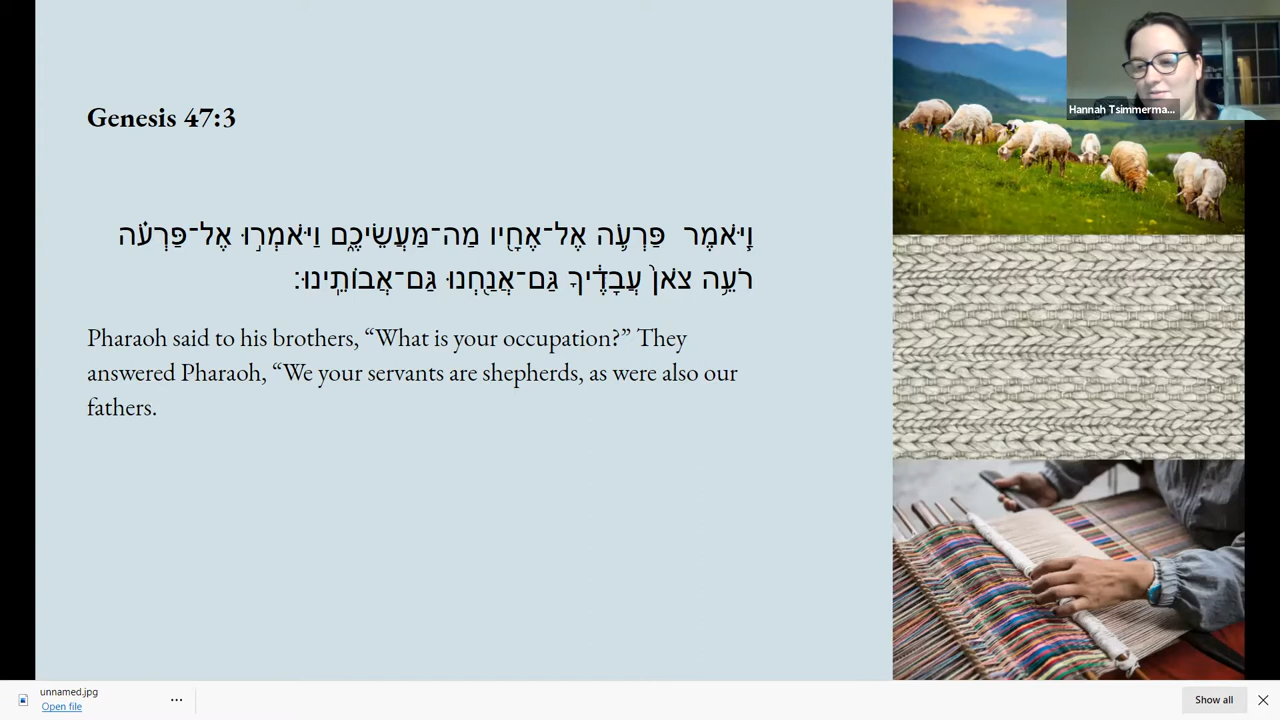 Genesis 47:3
Hannah Tsimmerma...
וַיֹּ֧אמֶר פַּרְעֹ֛ה אֶל־אֶחָ֖יו מַה־מַּעֲשֵׂיכֶ֑ם וַיֹּאמְר֣וּ אֶל־פַּרְעֹ֗ה
רֹעֵ֥ה צֹאן֙ עֲבָדֶ֔יךָ גַּם־אֲנַ֖חְנוּ גַּם־אֲבוֹתֵֽינוּ׃
Pharaoh said to his brothers, “What is your occupation?” They
answered Pharaoh, “We your servants are shepherds, as were also our
fathers.
unnamed.jpg
Open file
Show all